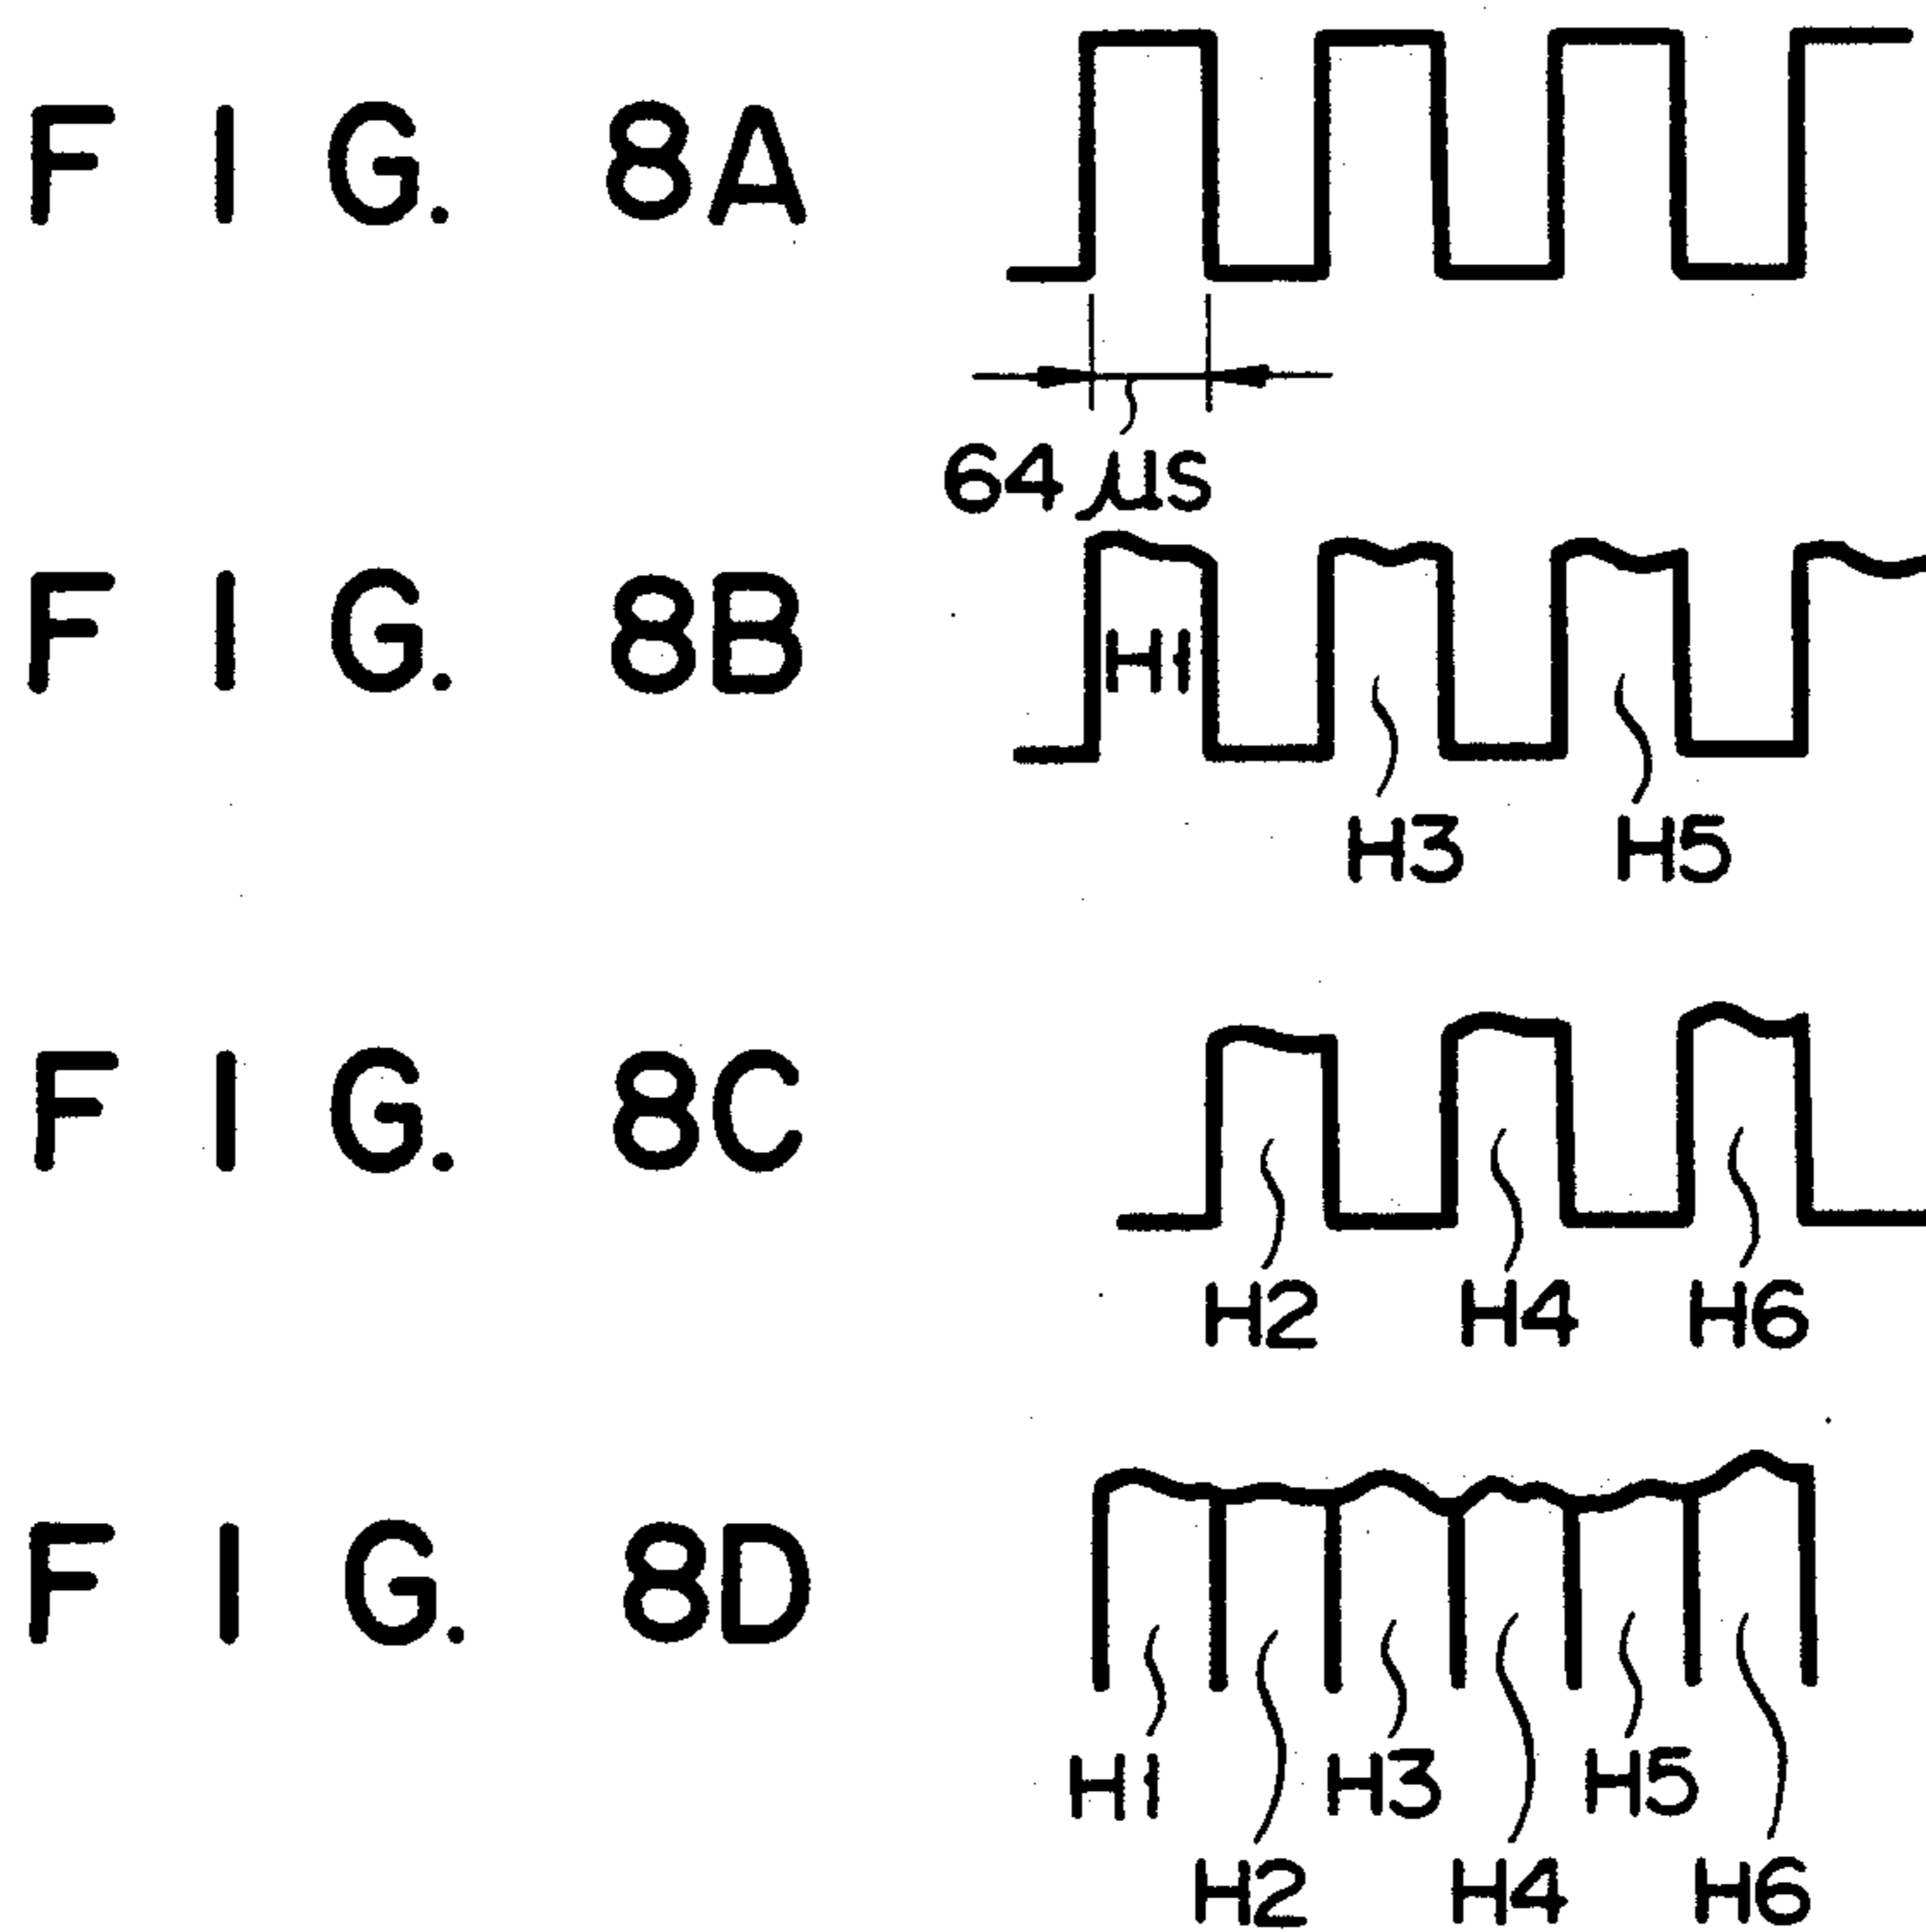 FIG. 8A
64 μs
FIG. 8B
H1
H3 H5
FIG. 8C
H2 H4 H6
FIG. 8D
H1 H3 H5
H2 H4 H6